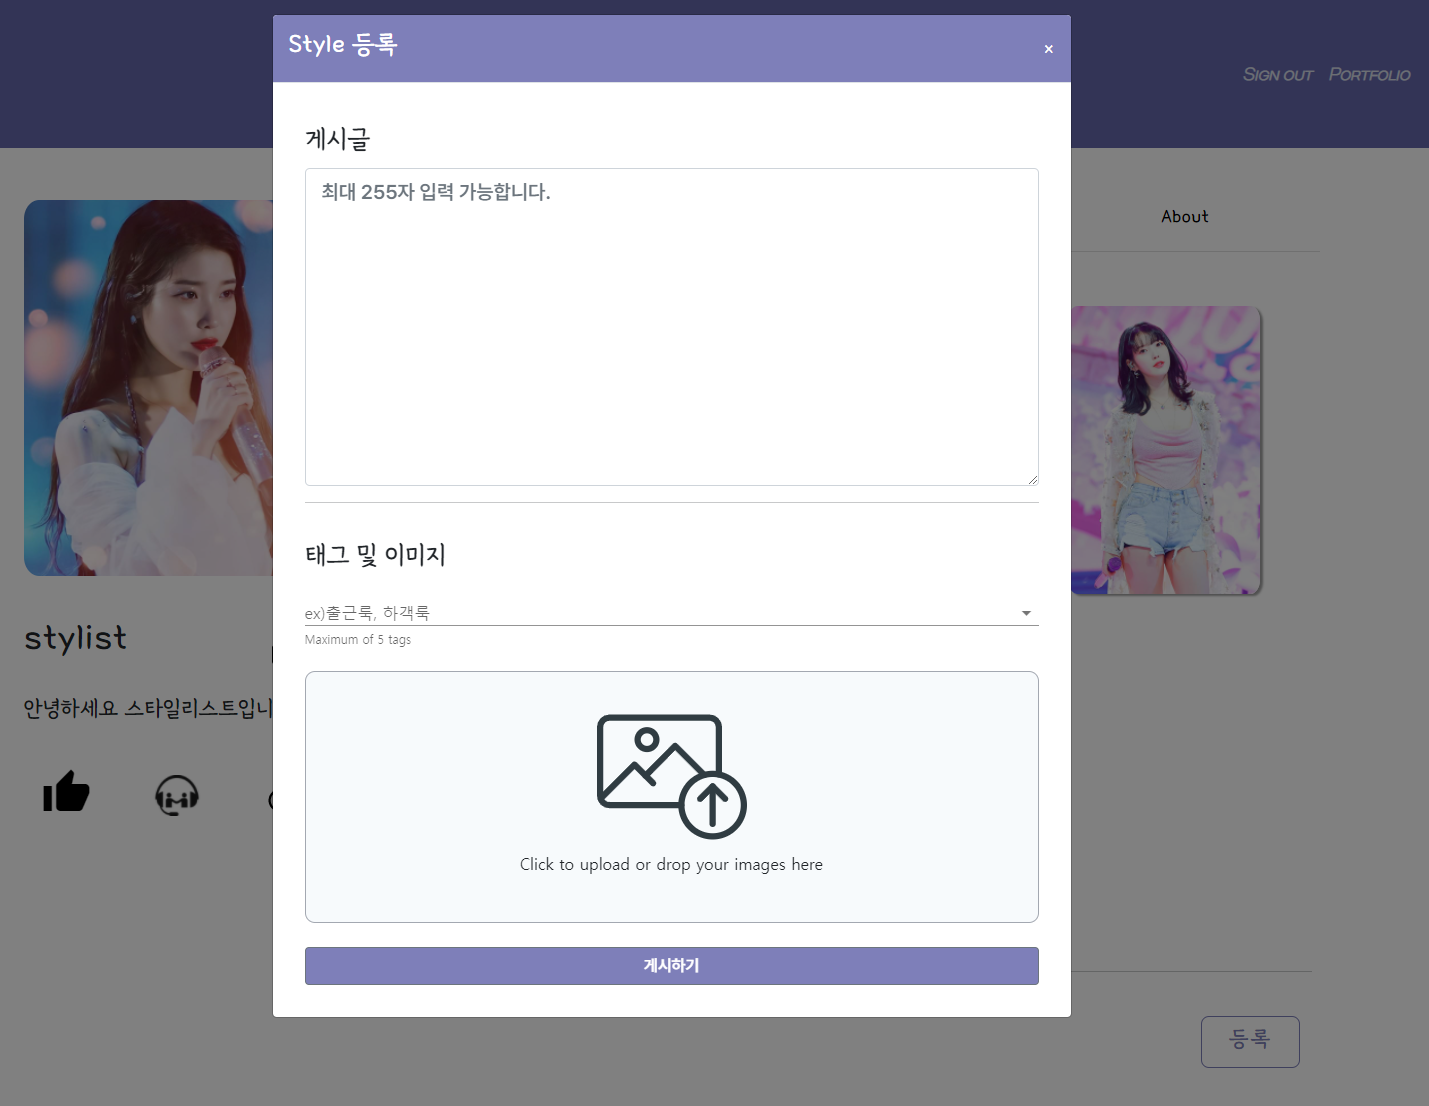 Style 등록
×
Sign out Portfolio
게시글
최대 255자 입력 가능합니다.
About
태그 및 이미지
ex)출근룩, 하객룩
Maximum of 5 tags
stylist
안녕하세요 스타일리스트입니
Click to upload or drop your images here
게시하기
등록